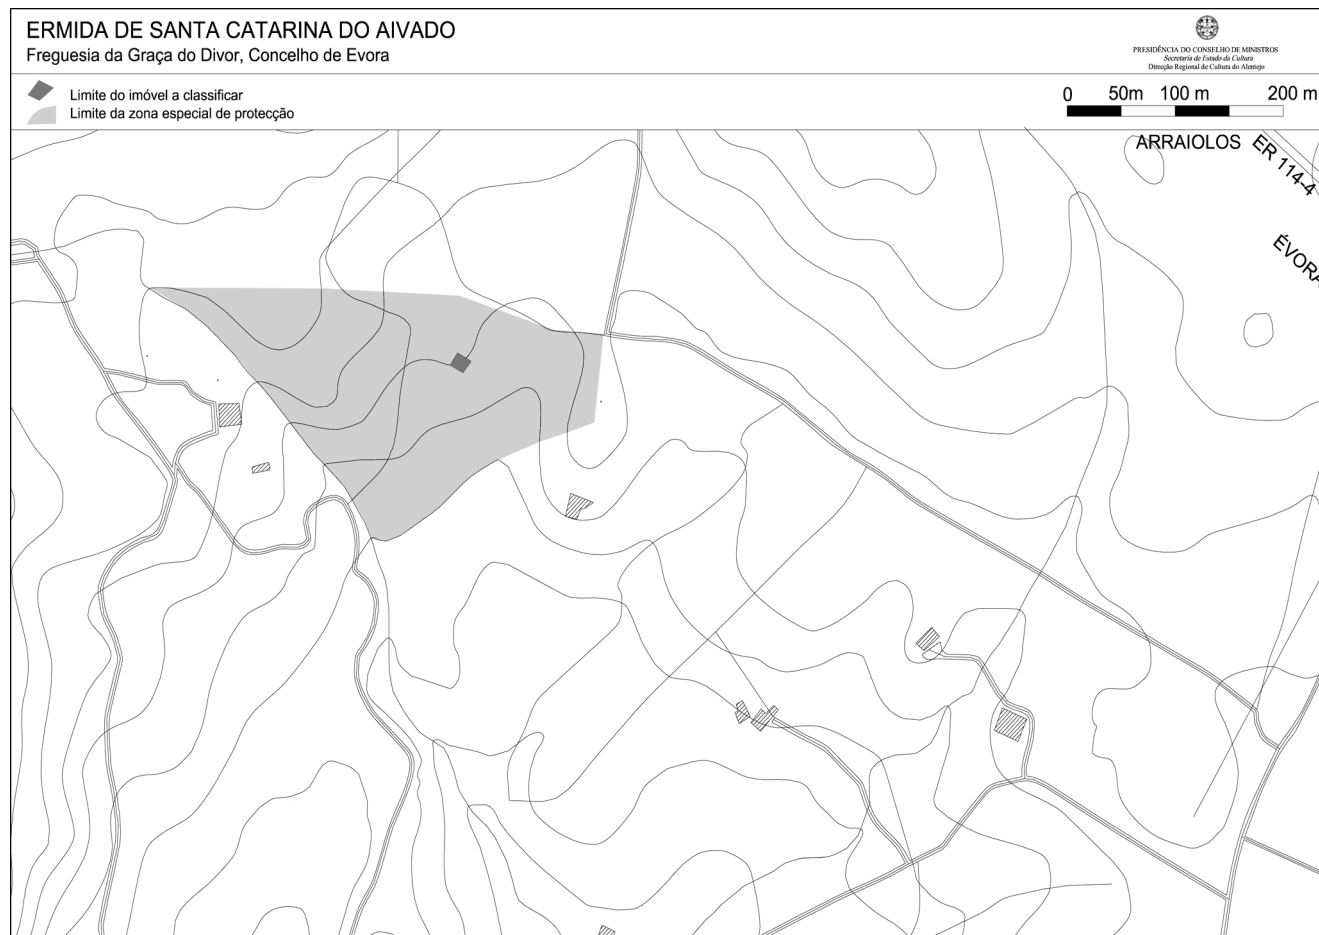 ERMIDA DE SANTA CATARINA DO AIVADO
Freguesia da Graça do Divor, Concelho de Evora
PRESIDÊNCIA DO CONSELHO DE MINISTROS
Secretaria de Estado da Cultura
Direcção Regional de Cultura do Alentejo
Limite do imóvel a classificar
Limite da zona especial de protecção
0 50m 100 m 200 m
ARRAIOLOS
ER 114-4
ÉVORA